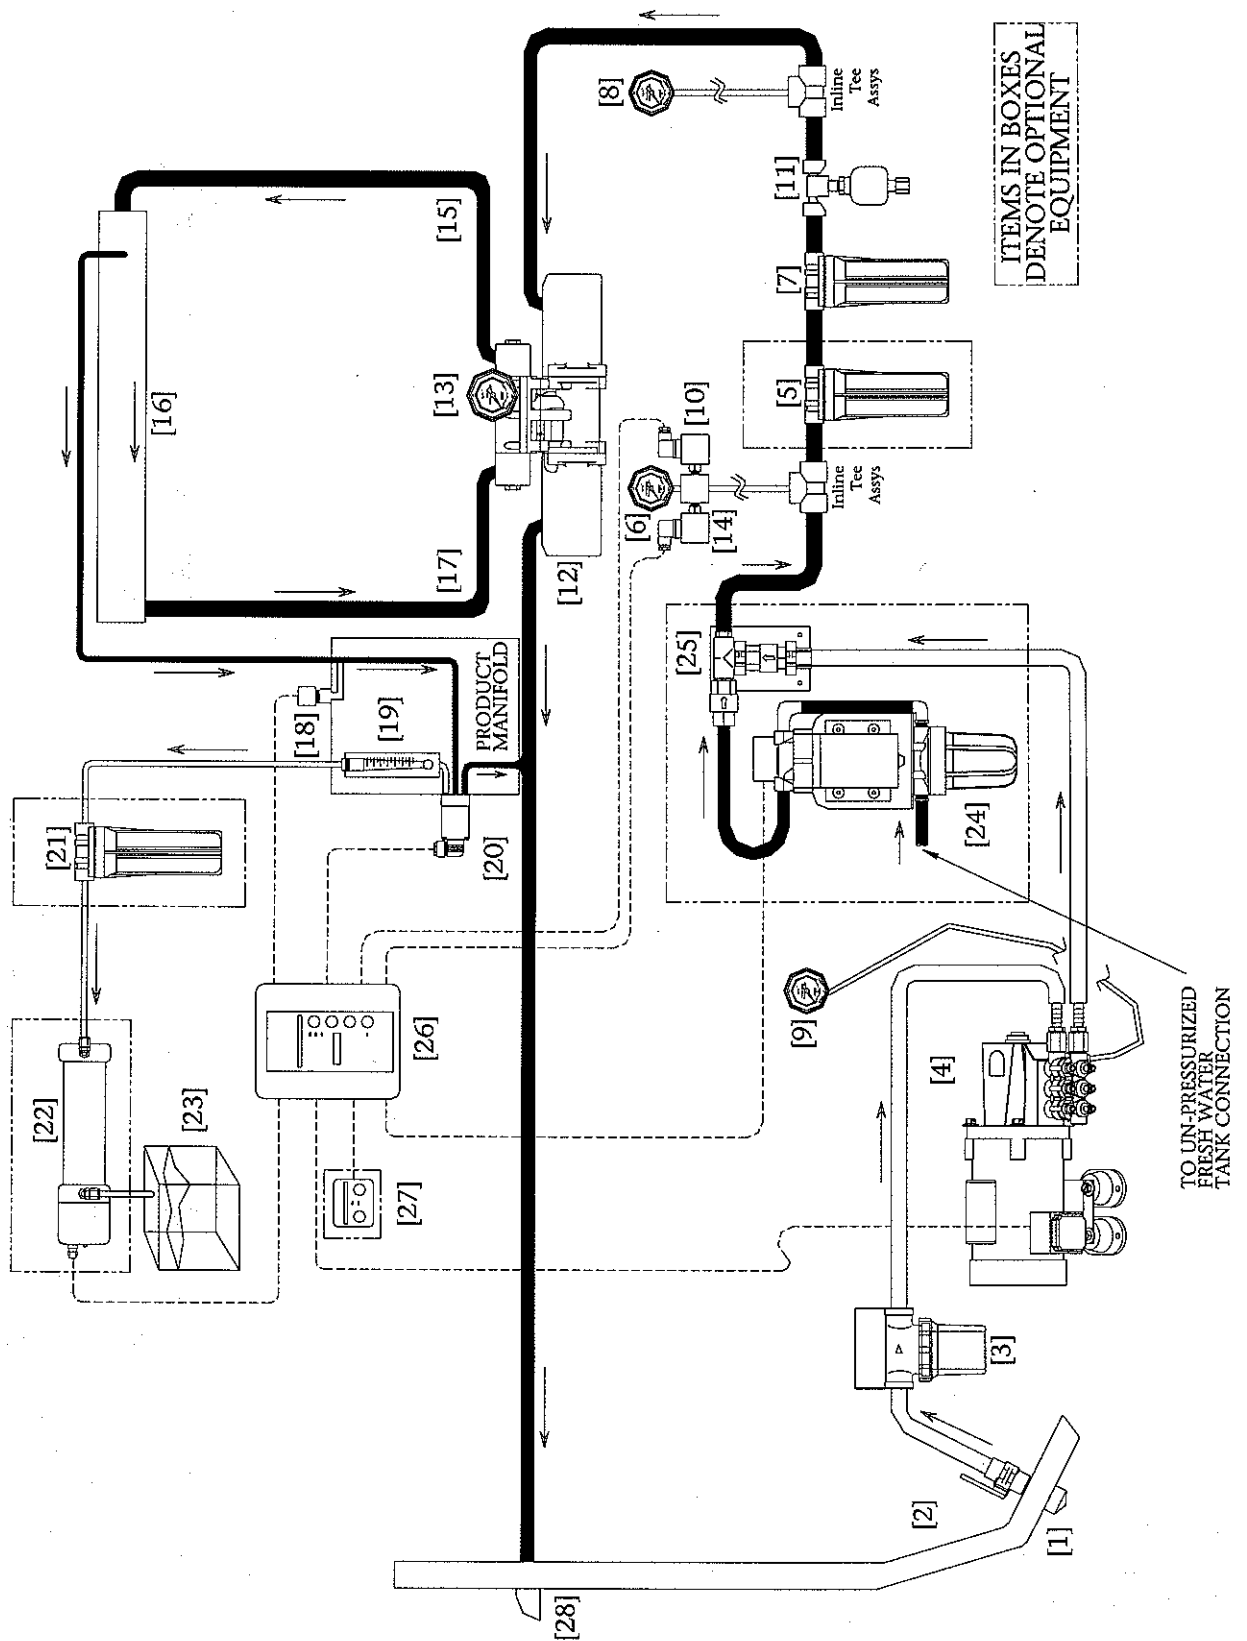 [22]
[21]
[16]
[23]
[18]
[19]
[27]
[26]
[17]
[13]
[15]
PRODUCT
MANIFOLD
[20]
[28]
[12]
[8]
[6]
[25]
[10]
[14]
[5]
[7]
[11]
[9]
Inline
Tee
Assys
Inline
Tee
Assys
[2]
[4]
[24]
[3]
ITEMS IN BOXES
DENOTE OPTIONAL
EQUIPMENT
[1]
TO UN-PRESSURIZED
FRESH WATER
TANK CONNECTION